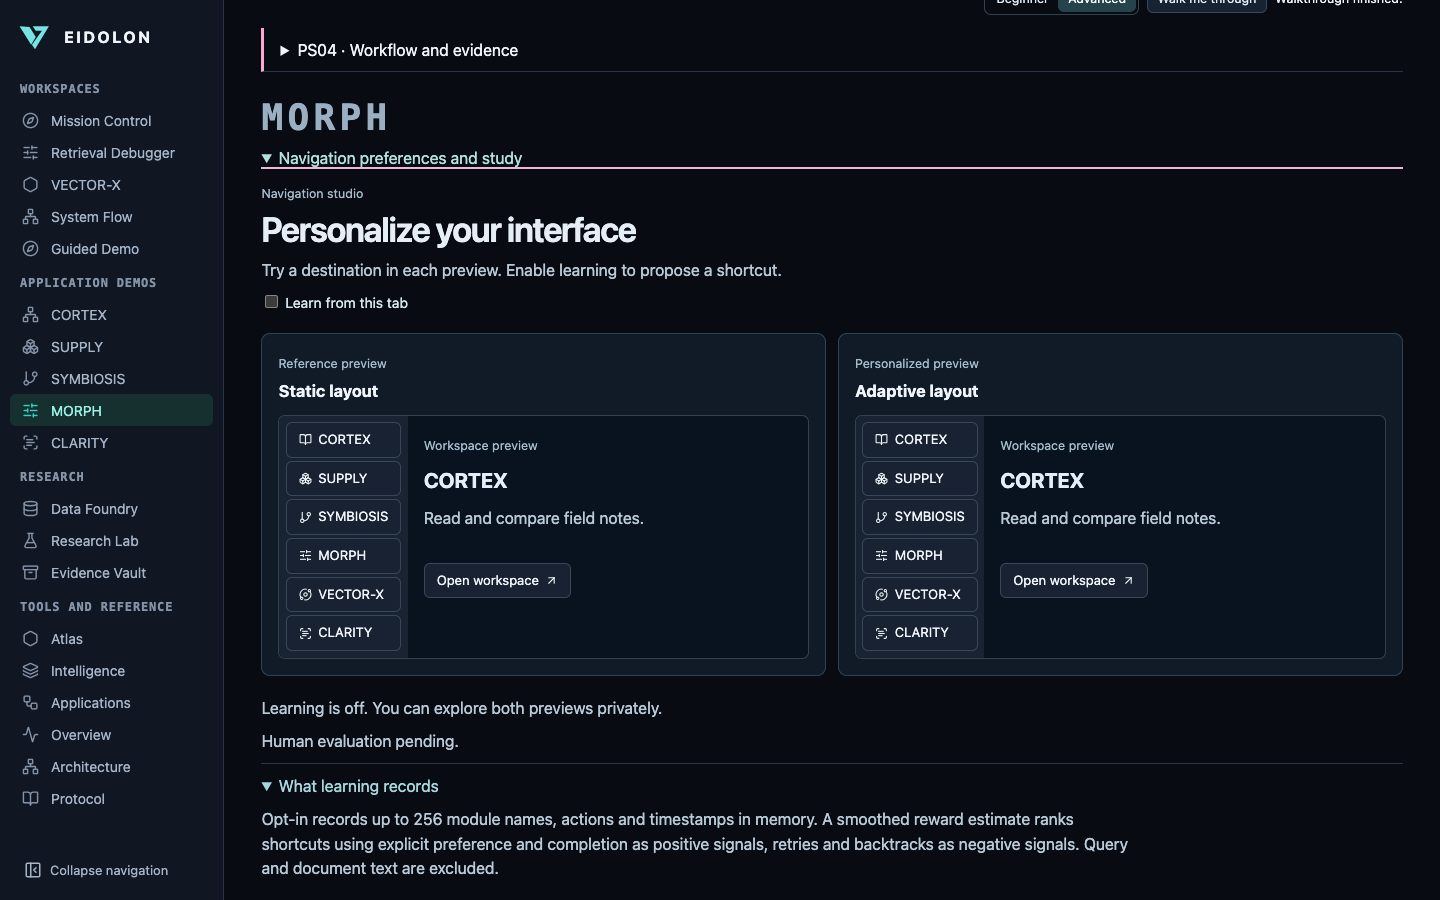 EIDOLON
WORKSPACES
Mission Control
Retrieval Debugger
VECTOR-X
System Flow
Guided Demo
APPLICATION DEMOS
CORTEX
SUPPLY
SYMBIOSIS
MORPH
CLARITY
RESEARCH
Data Foundry
Research Lab
Evidence Vault
TOOLS AND REFERENCE
Atlas
Intelligence
Applications
Overview
Architecture
Protocol
Collapse navigation
Beginner
Advanced
Walk me through
Walkthrough finished.
PS04 · Workflow and evidence
MORPH
Navigation preferences and study
Navigation studio
Personalize your interface
Try a destination in each preview. Enable learning to propose a shortcut.
Learn from this tab
Reference preview
Static layout
CORTEX
SUPPLY
SYMBIOSIS
MORPH
VECTOR-X
CLARITY
Workspace preview
CORTEX
Read and compare field notes.
Open workspace
Personalized preview
Adaptive layout
CORTEX
SUPPLY
SYMBIOSIS
MORPH
VECTOR-X
CLARITY
Workspace preview
CORTEX
Read and compare field notes.
Open workspace
Learning is off. You can explore both previews privately.
Human evaluation pending.
What learning records
Opt-in records up to 256 module names, actions and timestamps in memory. A smoothed reward estimate ranks
shortcuts using explicit preference and completion as positive signals, retries and backtracks as negative signals. Query
and document text are excluded.